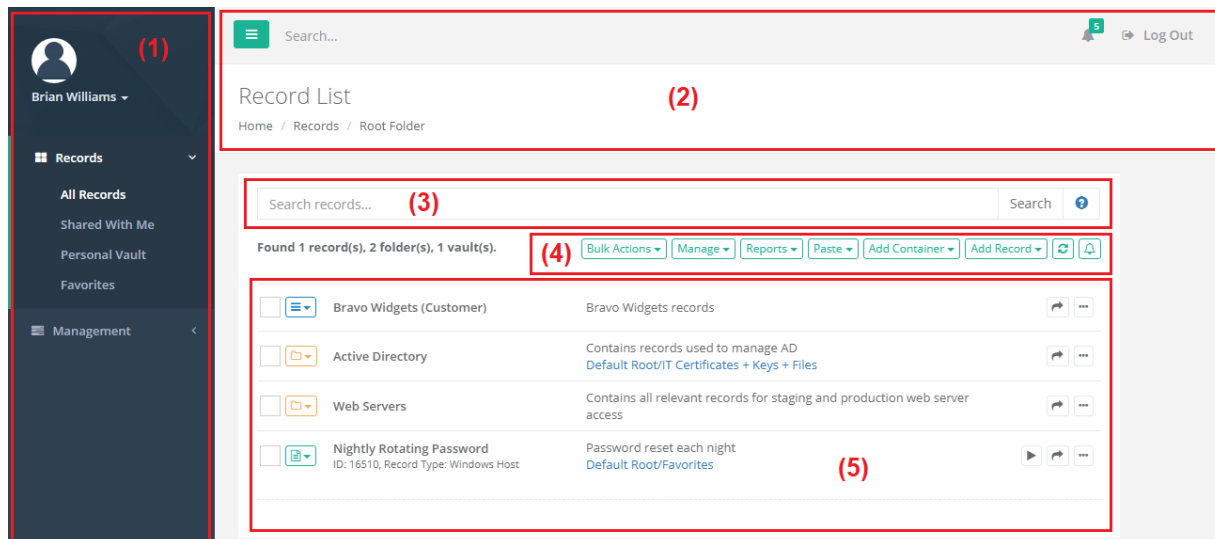 (1)
Brian Williams
Records
All Records
Shared With Me
Personal Vault
Favorites
Management
Search...
5
Log Out
Record List
(2)
Home / Records / Root Folder
Search records...
(3)
Search
?
Found 1 record(s), 2 folder(s), 1 vault(s).
(4)
Bulk Actions Manage Reports Paste Add Container Add Record
Bravo Widgets (Customer) Bravo Widgets records
Active Directory Contains records used to manage AD
Default Root/IT Certificates + Keys + Files
Web Servers Contains all relevant records for staging and production web server
access
Nightly Rotating Password Password reset each night
ID: 16510, Record Type: Windows Host Default Root/Favorites
(5)